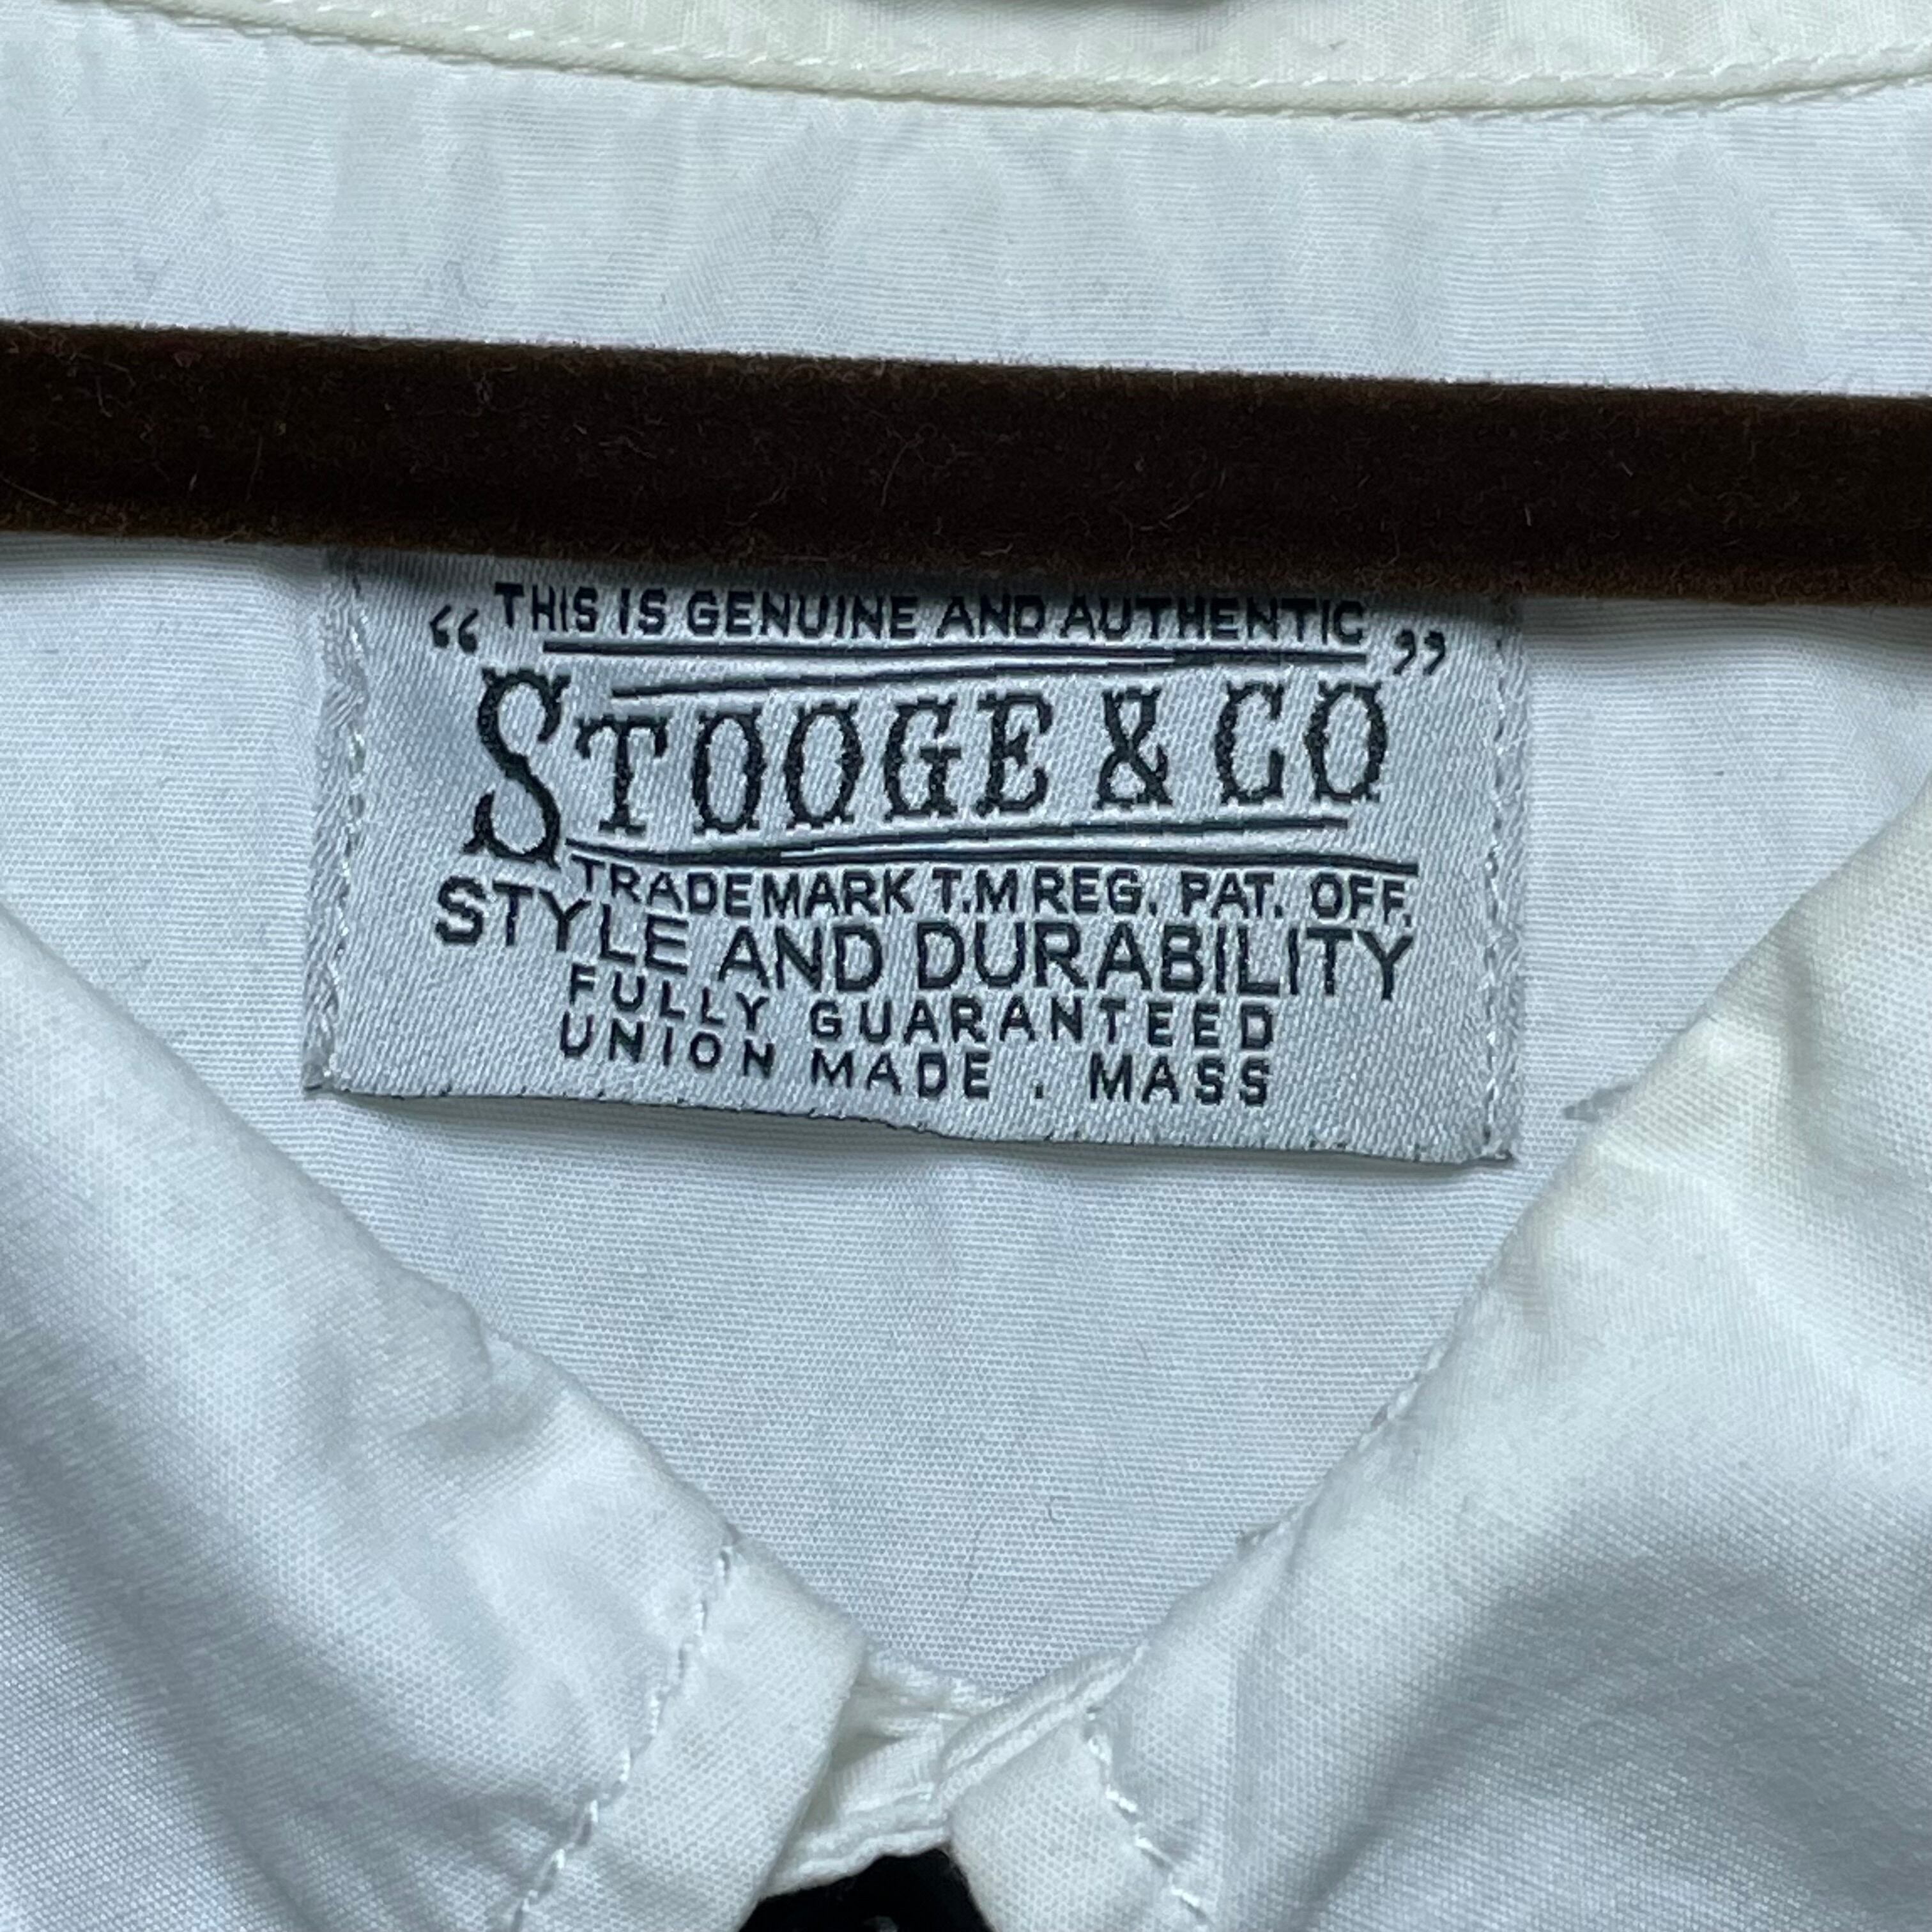 “THIS IS GENUINE AND AUTHENTIC”
STOOGE & CO
TRADEMARK T.M REG. PAT. OFF.
STYLE AND DURABILITY
FULLY GUARANTEED
UNION MADE . MASS